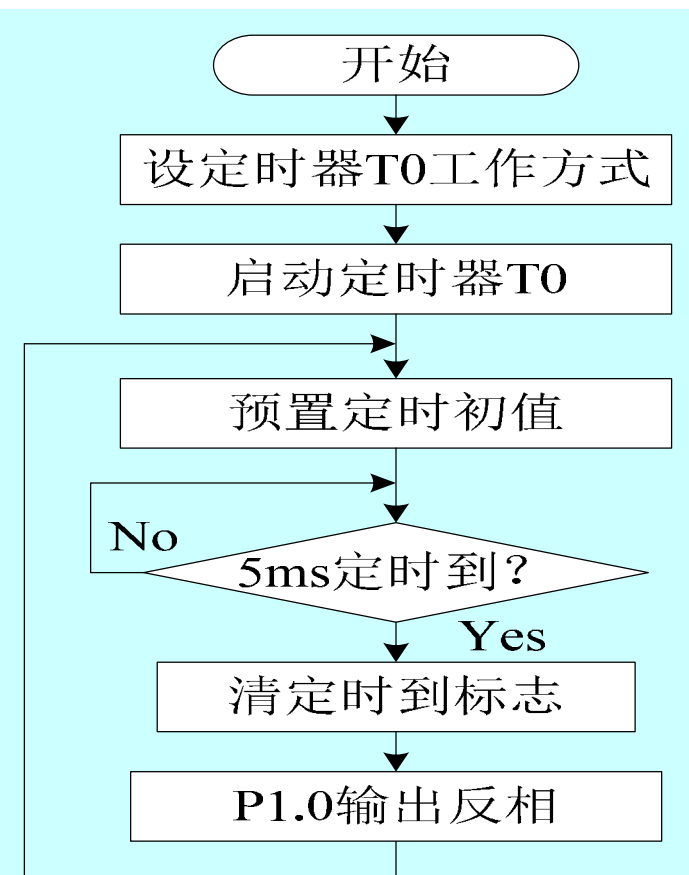 开始
设定时器T0工作方式
启动定时器T0
预置定时初值
No
5ms定时到?
Yes
清定时到标志
P1.0输出反相